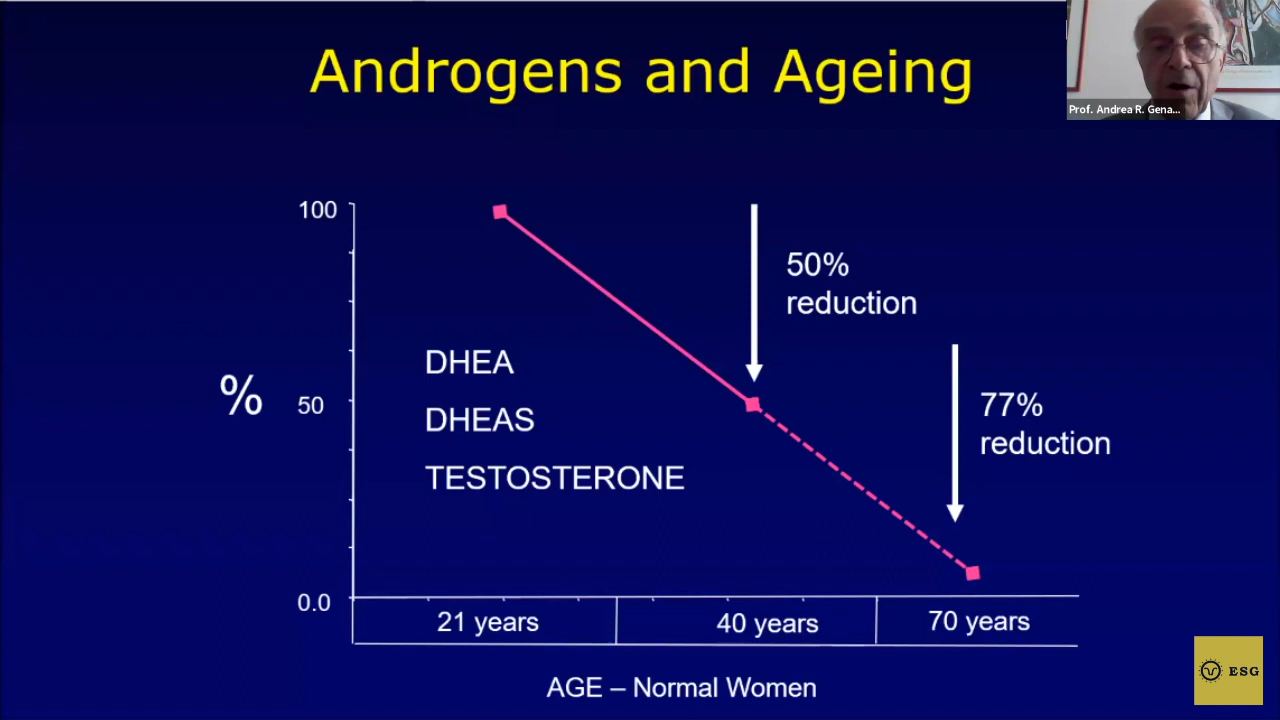 Androgens and Ageing
Prof. Andrea R. Gena...
100
50%
reduction
DHEA
%
50
77%
reduction
DHEAS
TESTOSTERONE
0.0
21 years
40 years
70 years
AGE – Normal Women
ESG